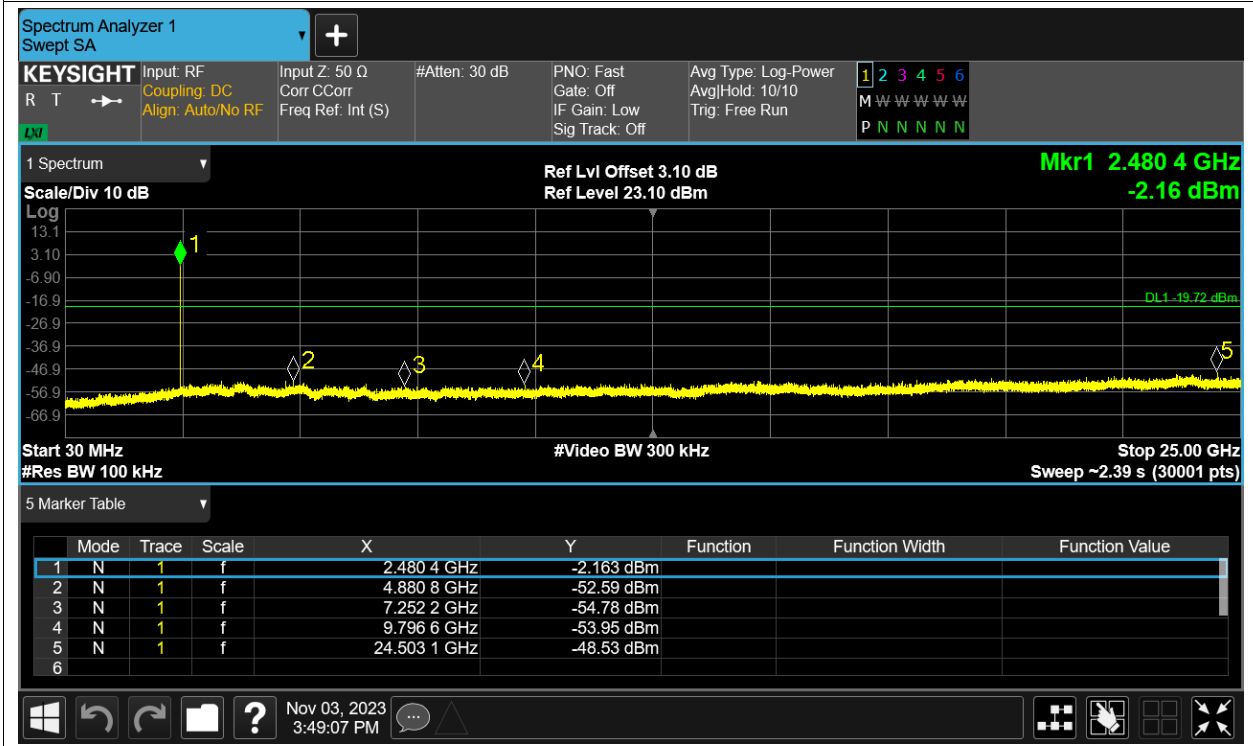 Spectrum Analyzer 1
Swept SA
+
KEYSIGHT
R T
LXI
Input: RF
Coupling: DC
Align: Auto/No RF
Input Z: 50 Ω
Corr CCorr
Freq Ref: Int (S)
#Atten: 30 dB
PNO: Fast
Gate: Off
IF Gain: Low
Sig Track: Off
Avg Type: Log-Power
Avg|Hold: 10/10
Trig: Free Run
1 2 3 4 5 6
M W W W W W
P N N N N N
1 Spectrum
Scale/Div 10 dB
Ref Lvl Offset 3.10 dB
Ref Level 23.10 dBm
Mkr1 2.480 4 GHz
-2.16 dBm
Log
13.1
3.10
-6.90
-16.9
-26.9
-36.9
-46.9
-56.9
-66.9
1
DL1 -19.72 dBm
2
3
4
5
Start 30 MHz
#Res BW 100 kHz
#Video BW 300 kHz
Stop 25.00 GHz
Sweep ~2.39 s (30001 pts)
5 Marker Table
Mode Trace Scale X Y Function Function Width Function Value
1 N 1 f 2.480 4 GHz -2.163 dBm
2 N 1 f 4.880 8 GHz -52.59 dBm
3 N 1 f 7.252 2 GHz -54.78 dBm
4 N 1 f 9.796 6 GHz -53.95 dBm
5 N 1 f 24.503 1 GHz -48.53 dBm
6
?
Nov 03, 2023
3:49:07 PM